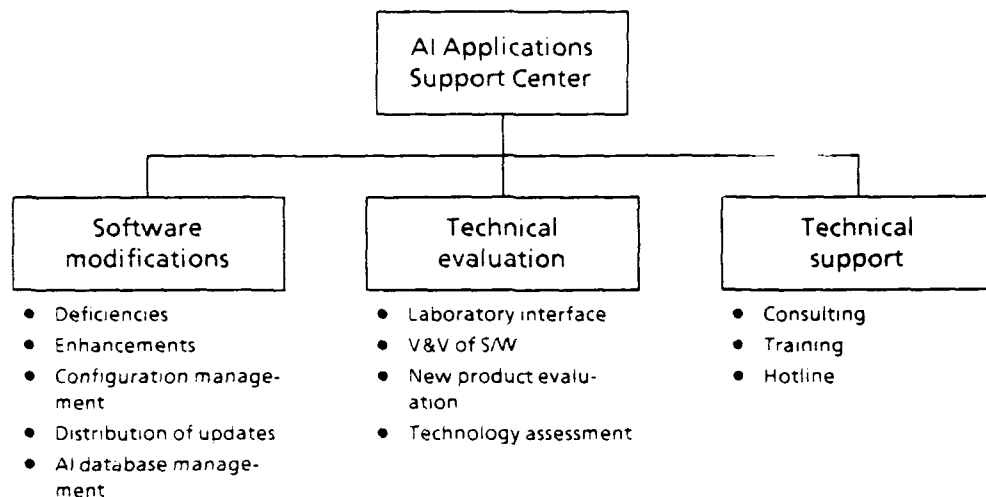 AI Applications
Support Center
Software
modifications
• Deficiencies
• Enhancements
• Configuration manage-
ment
• Distribution of updates
• AI database manage-
ment
Technical
evaluation
• Laboratory interface
• V&V of S/W
• New product evalu-
ation
• Technology assessment
Technical
support
• Consulting
• Training
• Hotline